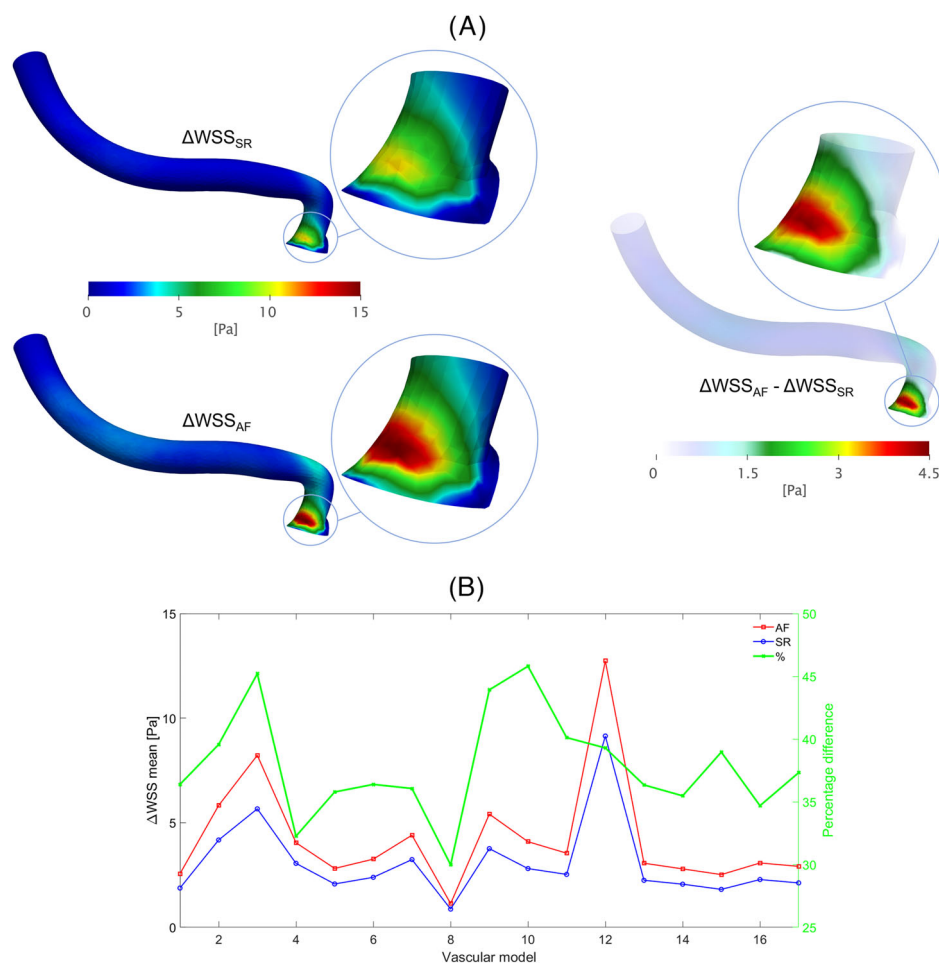 (A)
ΔWSS_SR
0 5 10 15
[Pa]
ΔWSS_AF
ΔWSS_AF - ΔWSS_SR
0 1.5 3 4.5
[Pa]
(B)
AF
SR
%
ΔWSS mean [Pa]
15
10
5
0
Percentage difference
50
45
40
35
30
25
2 4 6 8 10 12 14 16
Vascular model